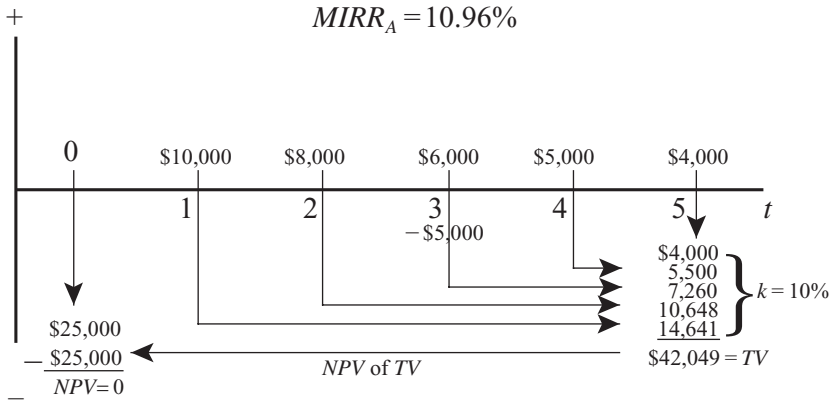 +
MIRR_A = 10.96%
0 $10,000 $8,000 $6,000 $5,000 $4,000
1 2 3 4 5 t
−$5,000
$4,000
5,500
7,260
10,648
14,641
k = 10%
$25,000
− $25,000
NPV of TV
$42,049 = TV
NPV = 0
−